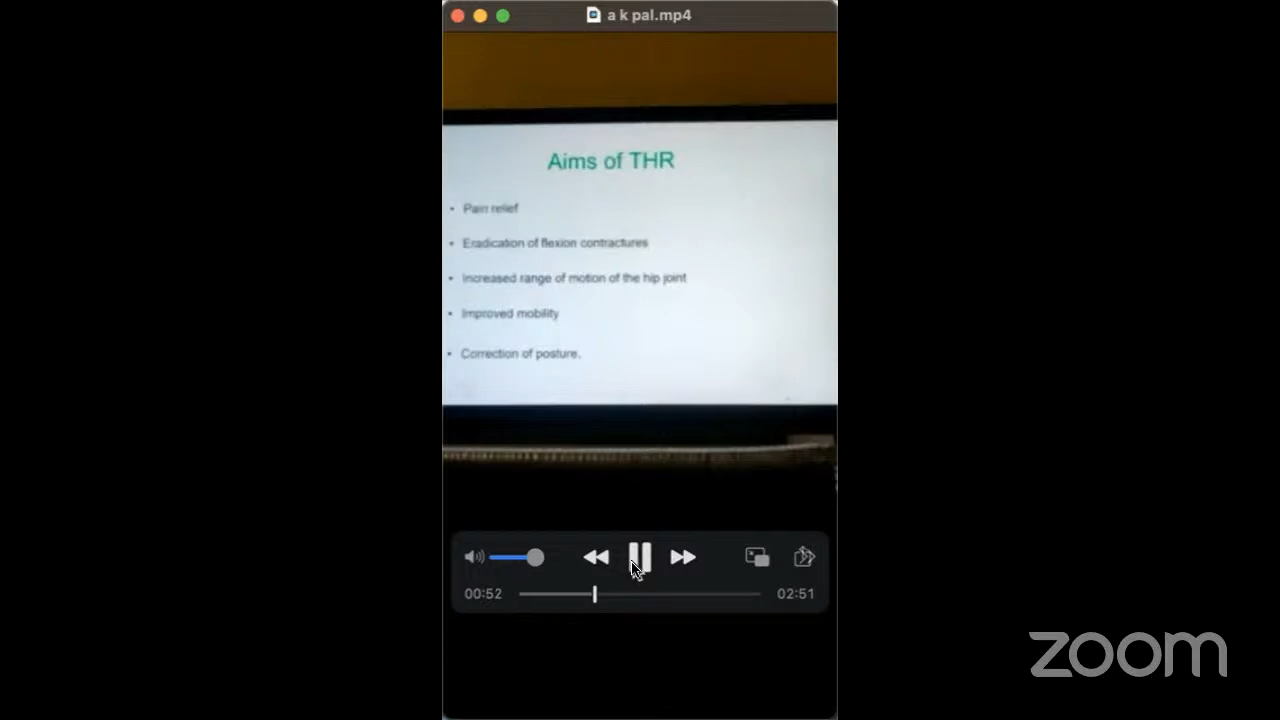 a k pal.mp4
Aims of THR
• Pain relief
• Eradication of flexion contractures
• Increased range of motion of the hip joint
• Improved mobility
• Correction of posture.
00:52
02:51
zoom